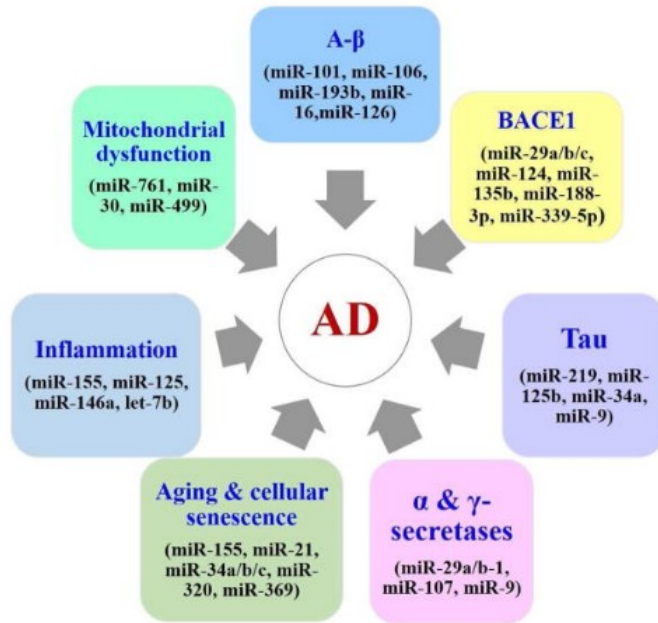 A-β
(miR-101, miR-106,
miR-193b, miR-
16,miR-126)
BACE1
(miR-29a/b/c,
miR-124, miR-
135b, miR-188-
3p, miR-339-5p)
Tau
(miR-219, miR-
125b, miR-34a,
miR-9)
α & γ-
secretases
(miR-29a/b-1,
miR-107, miR-9)
Aging & cellular
senescence
(miR-155, miR-21,
miR-34a/b/c, miR-
320, miR-369)
Inflammation
(miR-155, miR-125,
miR-146a, let-7b)
Mitochondrial
dysfunction
(miR-761, miR-
30, miR-499)
AD